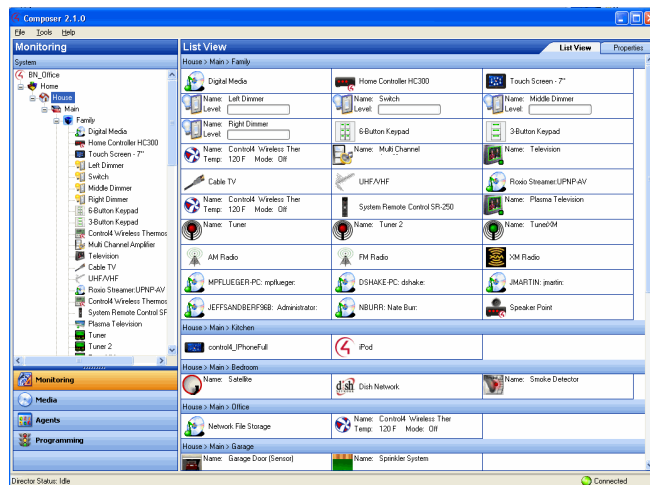 Composer 2.1.0
File Tools Help
Monitoring
System
BN_Office
Home
House
Main
Family
Digital Media
Home Controller HC300
Touch Screen - 7"
Left Dimmer
Switch
Middle Dimmer
Right Dimmer
6-Button Keypad
3-Button Keypad
Control4 Wireless Thermos
Multi Channel Amplifier
Television
Cable TV
UHF/VHF
Roxio Streamer:UPNP-AV
Control4 Wireless Thermos
System Remote Control SR
Plasma Television
Tuner
Tuner 2
Monitoring
Media
Agents
Programming
Director Status: Idle
List View
List View Properties
House > Main > Family
Digital Media
Home Controller HC300
Touch Screen - 7"
Name: Left Dimmer
Level:
Name: Switch
Level:
Name: Middle Dimmer
Level:
Name: Right Dimmer
Level:
6-Button Keypad
3-Button Keypad
Name: Control4 Wireless Ther
Temp: 120 F Mode: Off
Name: Multi Channel
Name: Television
Cable TV
UHF/VHF
Roxio Streamer:UPNP-AV
Name: Control4 Wireless Ther
Temp: 120 F Mode: Off
System Remote Control SR-250
Name: Plasma Television
Name: Tuner
Name: Tuner 2
Name: TunerXM
AM Radio
FM Radio
XM Radio
MPFLUEGER-PC: mpflueger:
DSHAKE-PC: dshake:
JMARTIN: jmartin:
JEFFSANDBERF96B: Administrator:
NBURR: Nate Burr:
Speaker Point
House > Main > Kitchen
control4_IPhoneFull
iPod
House > Main > Bedroom
Name: Satellite
dish
Dish Network
Name: Smoke Detector
House > Main > Office
Network File Storage
Name: Control4 Wireless Ther
Temp: 120 F Mode: Off
House > Main > Garage
Name: Garage Door (Sensor)
Name: Sprinkler System
Connected